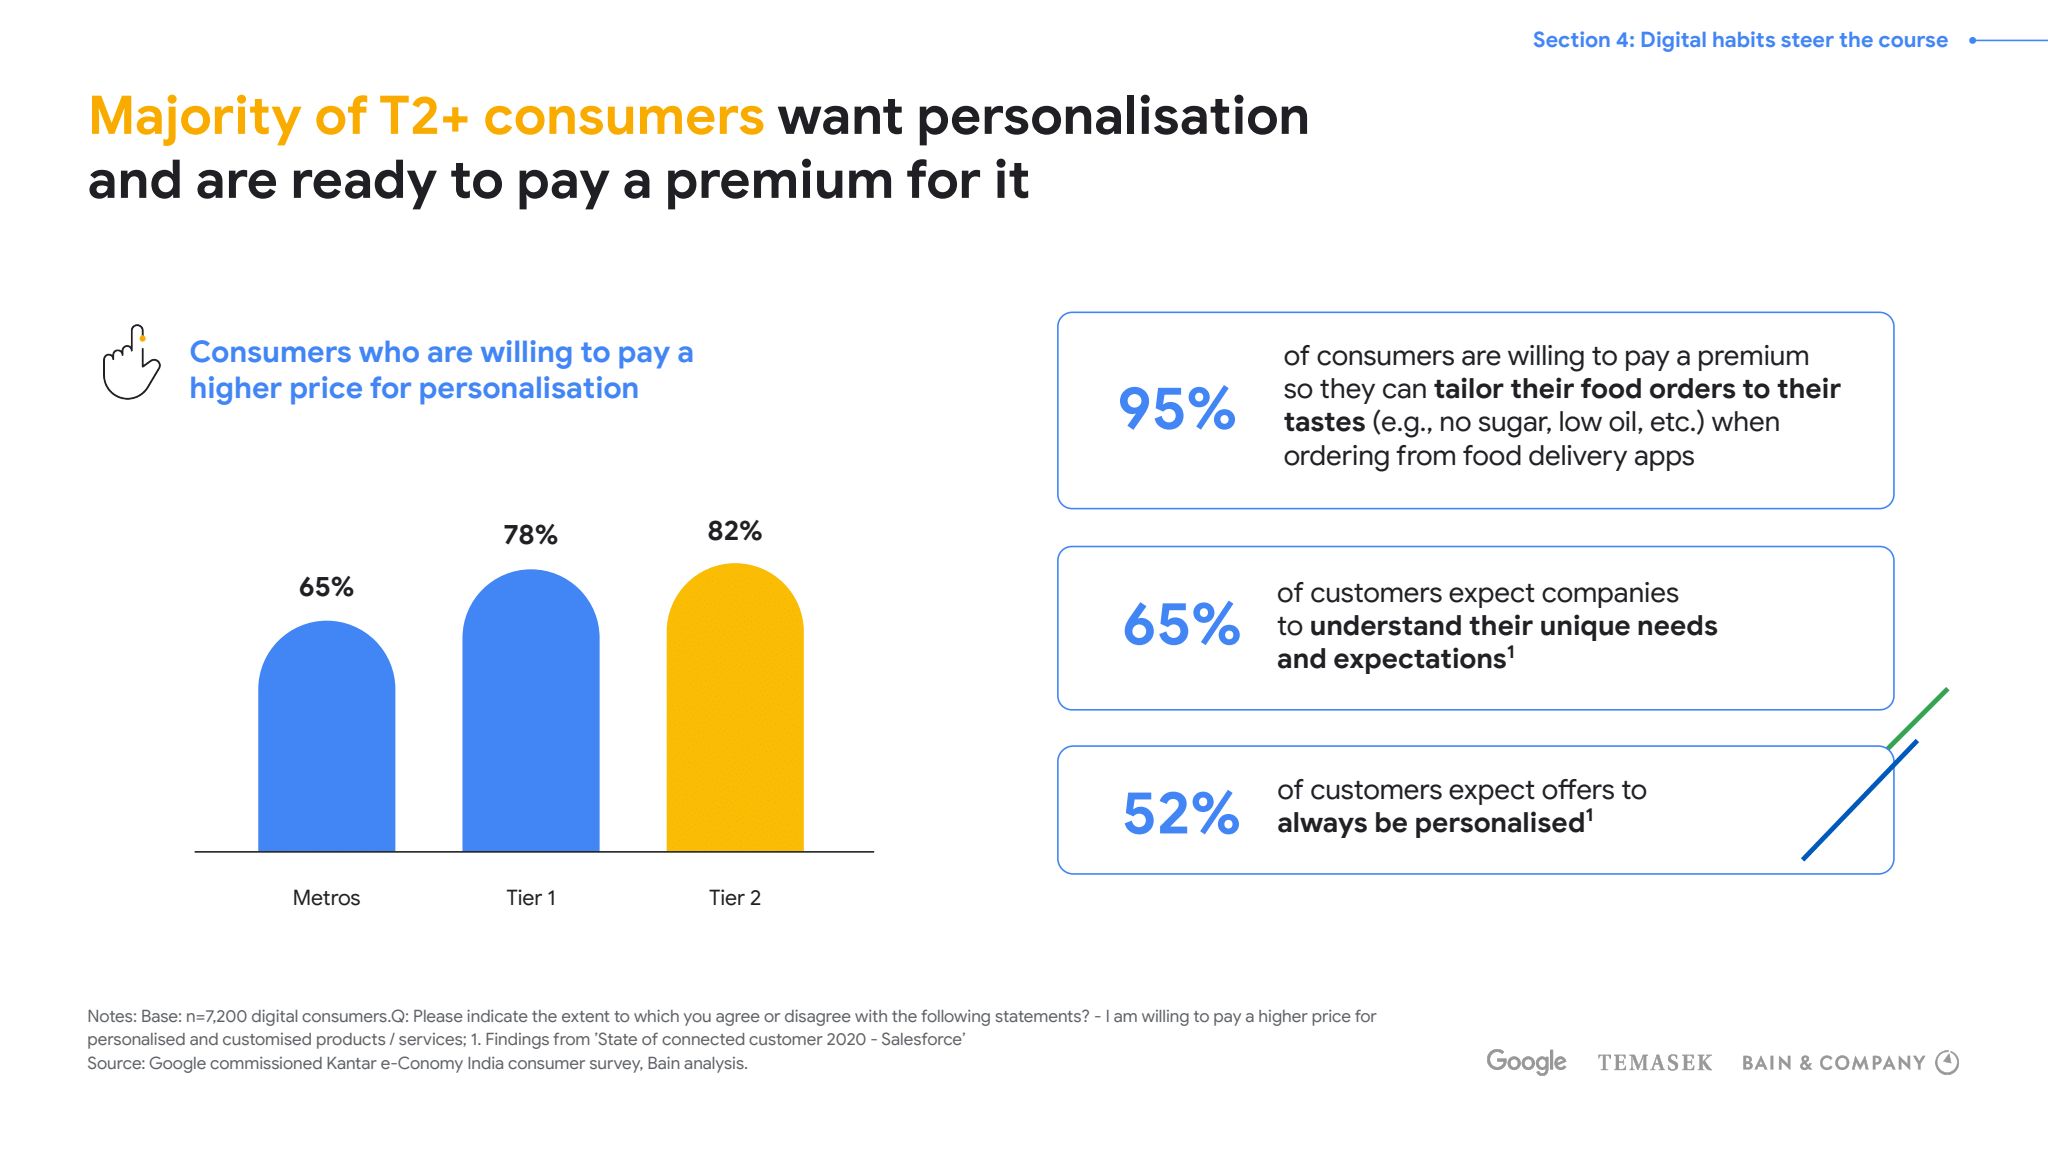 Section 4: Digital habits steer the course
Majority of T2+ consumers want personalisation
and are ready to pay a premium for it
Consumers who are willing to pay a
higher price for personalisation
65%
78%
82%
Metros
Tier 1
Tier 2
95%
of consumers are willing to pay a premium
so they can tailor their food orders to their
tastes (e.g., no sugar, low oil, etc.) when
ordering from food delivery apps
65%
of customers expect companies
to understand their unique needs
and expectations¹
52%
of customers expect offers to
always be personalised¹
Notes: Base: n=7,200 digital consumers.Q: Please indicate the extent to which you agree or disagree with the following statements? - I am willing to pay a higher price for
personalised and customised products / services; 1. Findings from ’State of connected customer 2020 - Salesforce’
Source: Google commissioned Kantar e-Conomy India consumer survey, Bain analysis.
Google TEMASEK BAIN & COMPANY